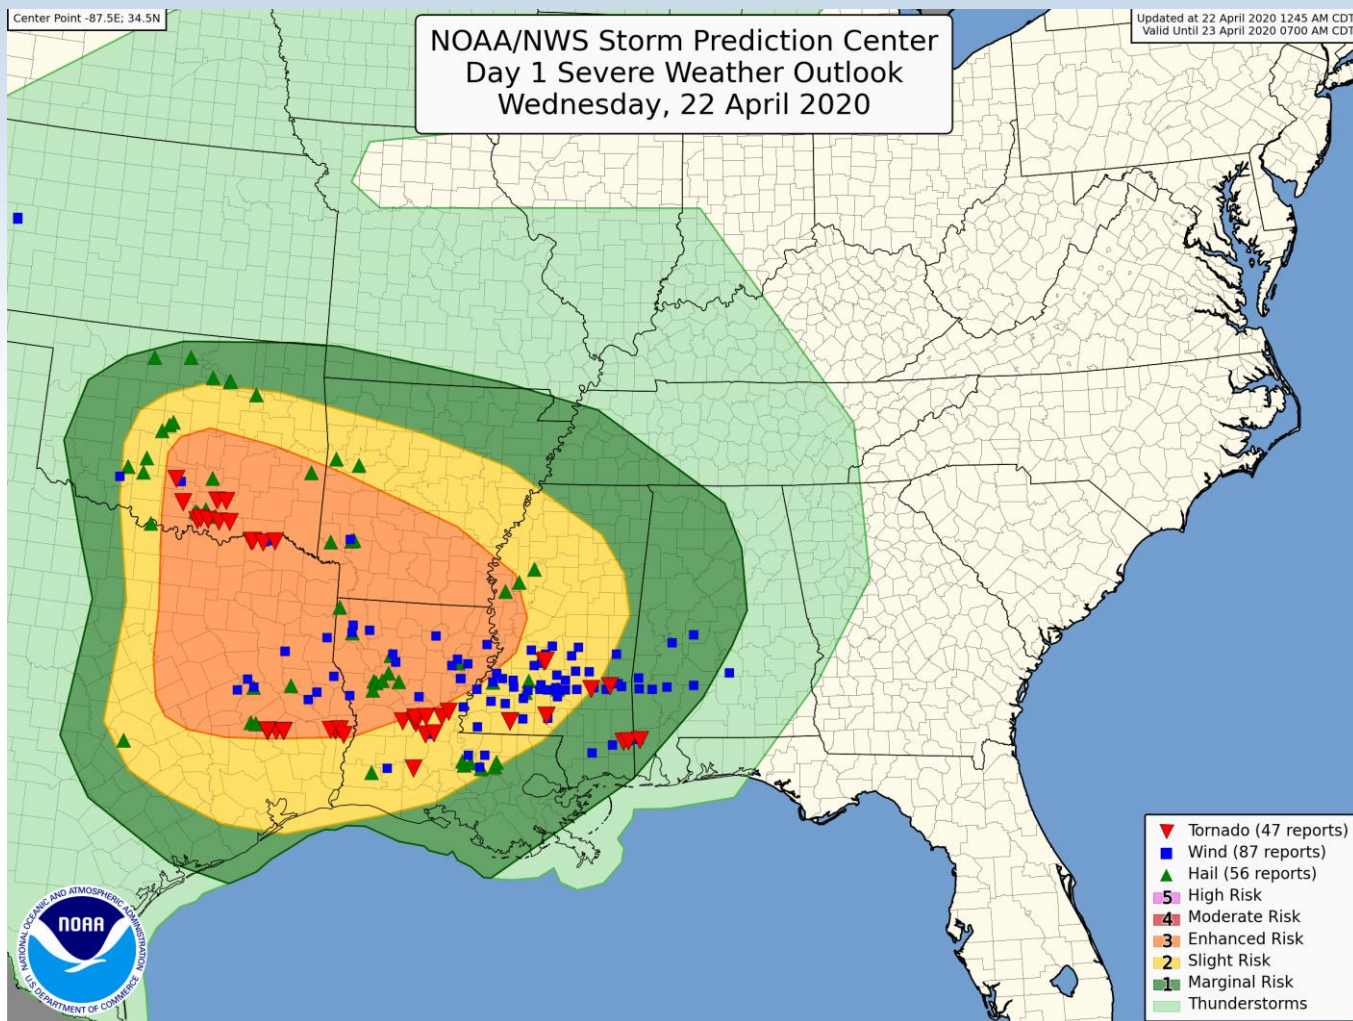 Center Point -87.5E; 34.5N
NOAA/NWS Storm Prediction Center
Day 1 Severe Weather Outlook
Wednesday, 22 April 2020
Updated at 22 April 2020 1245 AM CDT
Valid Until 23 April 2020 0700 AM CDT
Tornado (47 reports)
Wind (87 reports)
Hail (56 reports)
5 High Risk
4 Moderate Risk
3 Enhanced Risk
2 Slight Risk
1 Marginal Risk
Thunderstorms
NATIONAL OCEANIC AND ATMOSPHERIC ADMINISTRATION
NOAA
U.S. DEPARTMENT OF COMMERCE